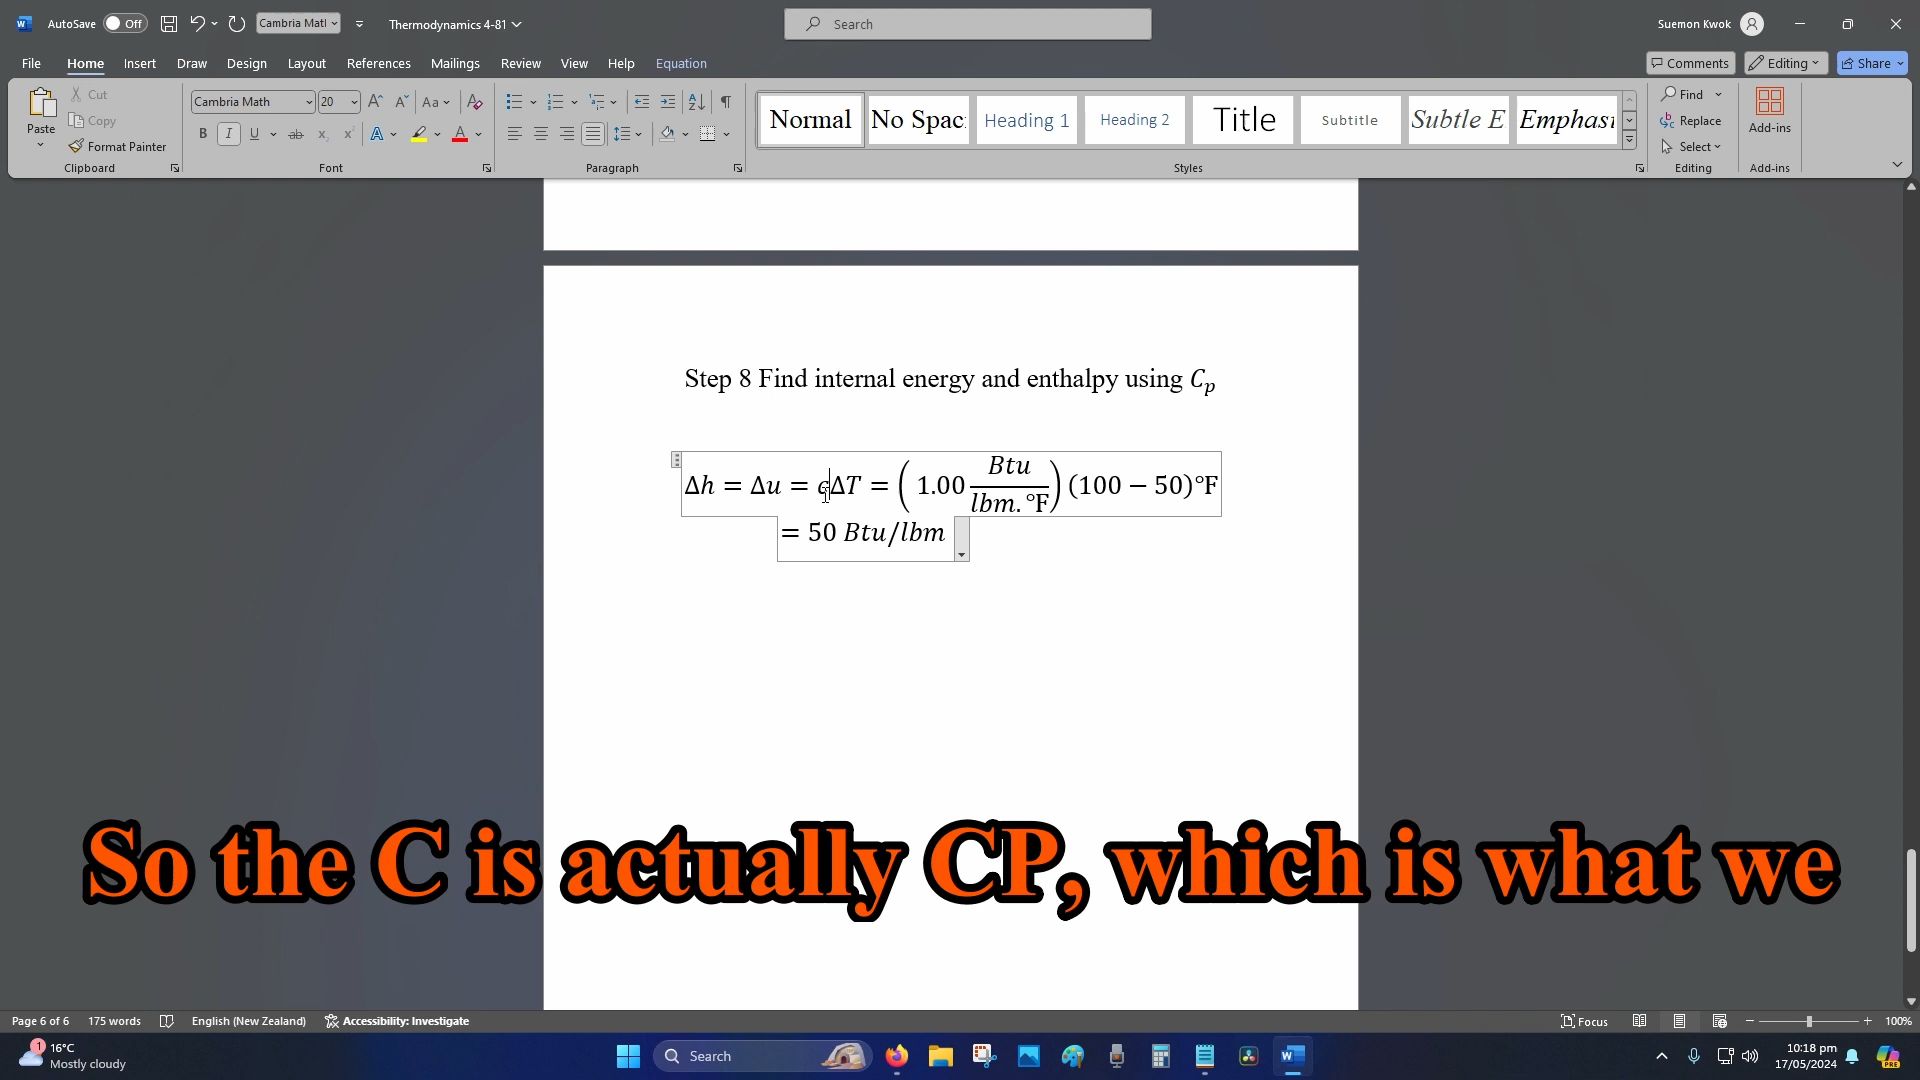 AutoSave Off Cambria Math Thermodynamics 4-81 Search Suemon Kwok
File Home Insert Draw Design Layout References Mailings Review View Help Equation Comments Editing Share
Paste Cut Copy Format Painter
Clipboard
Cambria Math 20 Aa
B I U ab x x A A
Font
Paragraph
Normal No Spac Heading 1 Heading 2 Title Subtitle Subtle E Emphasi
Styles
Find Replace Select
Editing
Add-ins
Add-ins
Step 8 Find internal energy and enthalpy using Cₚ
Δh = Δu = cΔT = ( 1.00 Btu/lbm.°F ) (100 − 50)°F
= 50 Btu/lbm
So the C is actually CP, which is what we
Page 6 of 6 175 words English (New Zealand) Accessibility: Investigate Focus 100%
1 16°C
Mostly cloudy
Search
10:18 pm
17/05/2024
PRE